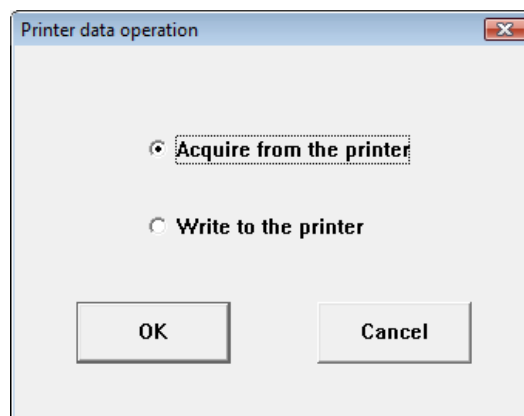 Printer data operation
Acquire from the printer
Write to the printer
OK Cancel